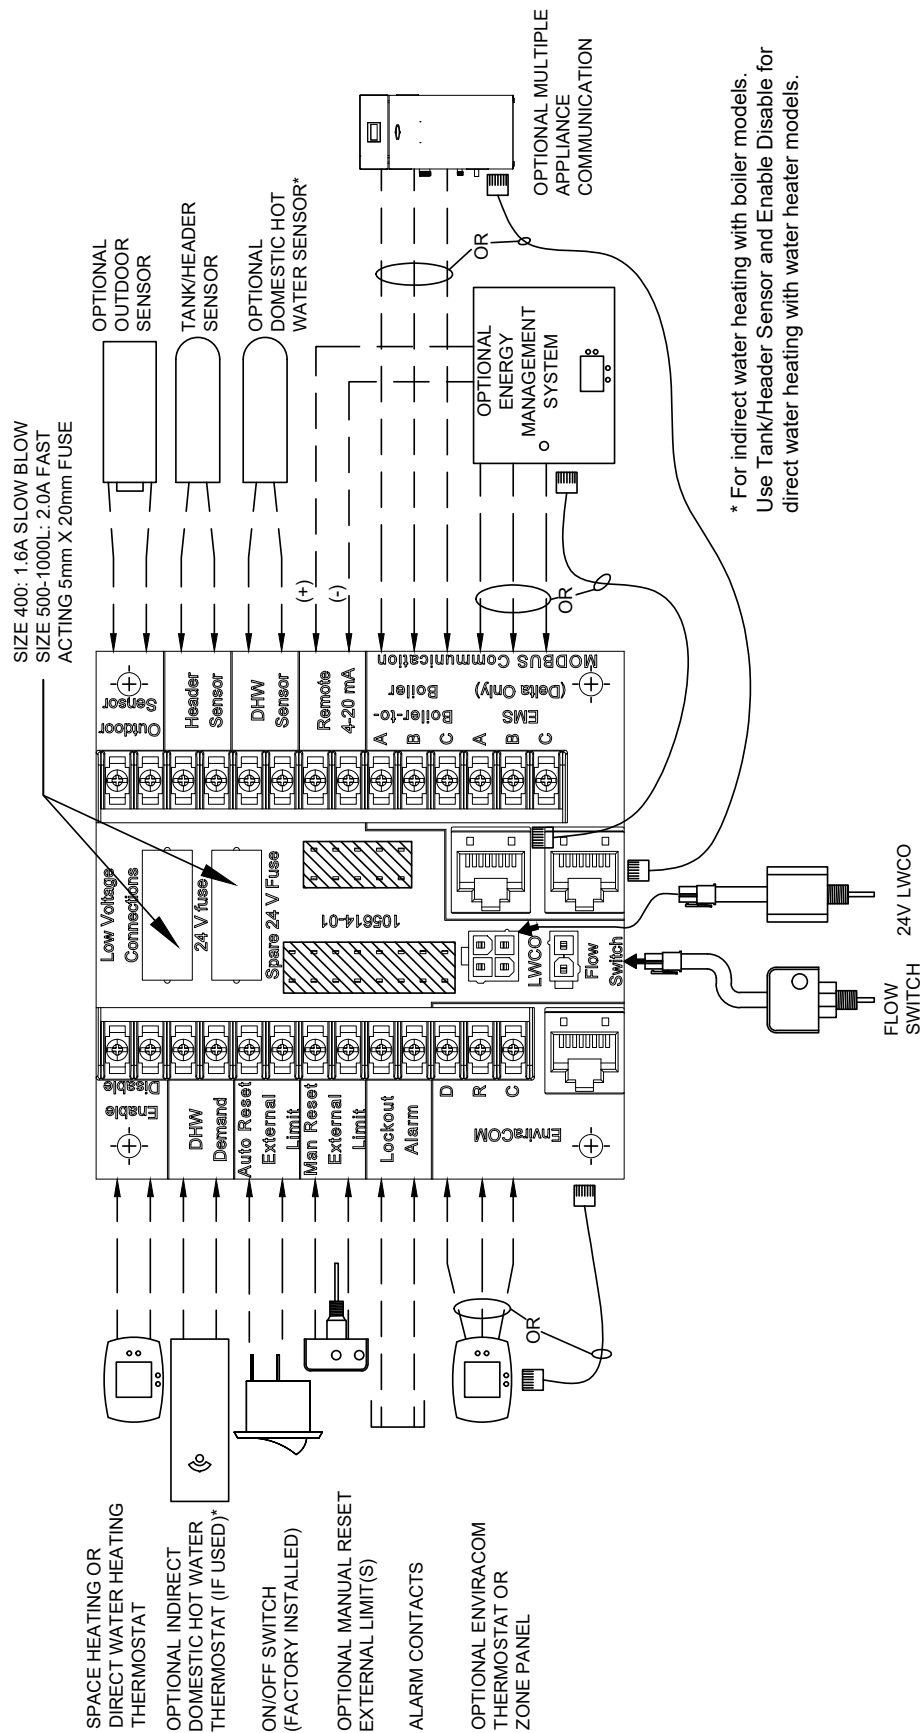 SIZE 400: 1.6A SLOW BLOW
SIZE 500-1000L: 2.0A FAST
ACTING 5mm X 20mm FUSE
SPACE HEATING OR
DIRECT WATER HEATING
THERMOSTAT
OPTIONAL INDIRECT
DOMESTIC HOT WATER
THERMOSTAT (IF USED)*
ON/OFF SWITCH
(FACTORY INSTALLED)
OPTIONAL MANUAL RESET
EXTERNAL LIMIT(S)
ALARM CONTACTS
OPTIONAL ENVIRACOM
THERMOSTAT OR
ZONE PANEL
OR
Enable
Disable
DHW
Demand
Auto Reset
External
Limit
Man Reset
External
Limit
Lockout
Alarm
D
R
C
EnviraCOM
Low Voltage
Connections
24 V fuse
Spare 24 V Fuse
105614-01
LWCO
Flow
Switch
Outdoor
Sensor
Header
Sensor
DHW
Sensor
Remote
4-20 mA
Boiler-to-
Boiler
A
B
C
EMS
(Delta Only)
A
B
C
MODBUS Communication
(+)
(-)
OR
OPTIONAL
OUTDOOR
SENSOR
TANK/HEADER
SENSOR
OPTIONAL
DOMESTIC HOT
WATER SENSOR*
OR
OPTIONAL
ENERGY
MANAGEMENT
SYSTEM
OPTIONAL MULTIPLE
APPLIANCE
COMMUNICATION
FLOW
SWITCH
24V LWCO
* For indirect water heating with boiler models.
Use Tank/Header Sensor and Enable Disable for
direct water heating with water heater models.